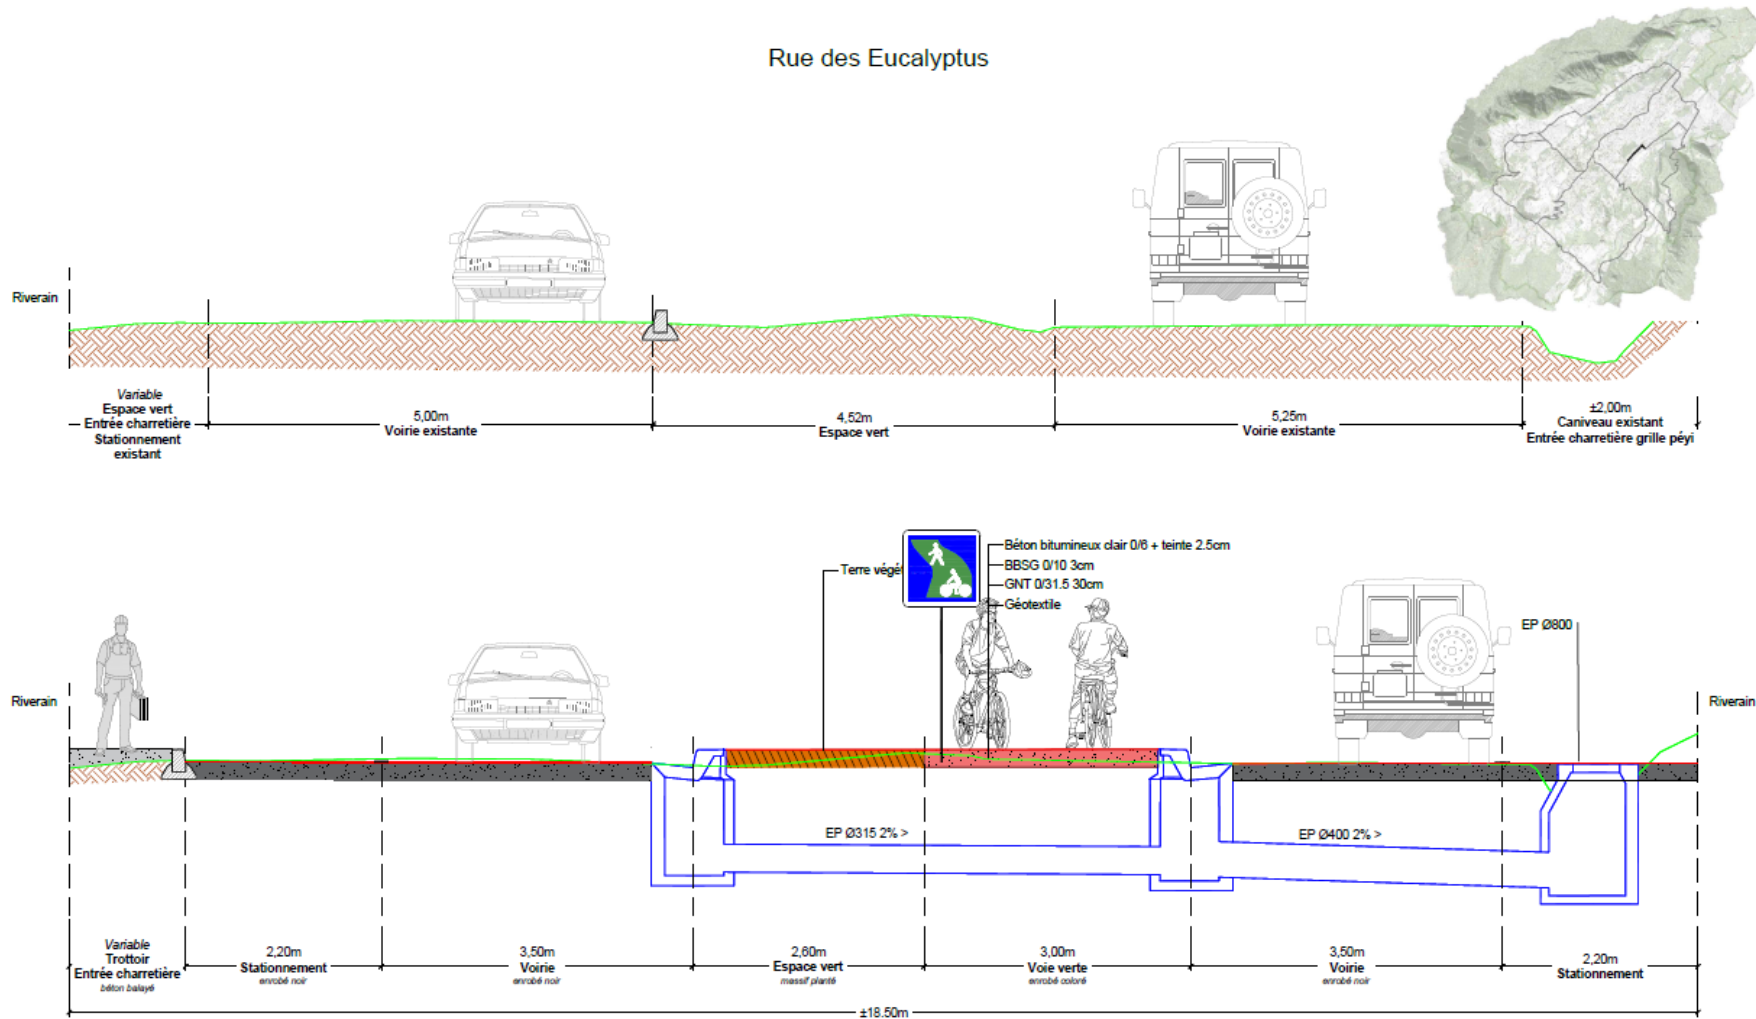 Rue des Eucalyptus
Riverain
Variable
Espace vert
Entrée charretière
Stationnement
existant
5,00m
Voirie existante
4,52m
Espace vert
5,25m
Voirie existante
±2,00m
Caniveau existant
Entrée charretière grille péyi
Terre végét
Béton bitumineux clair 0/6 + teinte 2.5cm
BBSG 0/10 3cm
GNT 0/31.5 30cm
Géotextile
EP Ø800
Riverain
Riverain
EP Ø315 2% >
EP Ø400 2% >
Variable
Trottoir
Entrée charretière
béton balayé
2,20m
Stationnement
enrobé noir
3,50m
Voirie
enrobé noir
2,60m
Espace vert
massif planté
3,00m
Voie verte
enrobé coloré
3,50m
Voirie
enrobé noir
2,20m
Stationnement
±18.50m